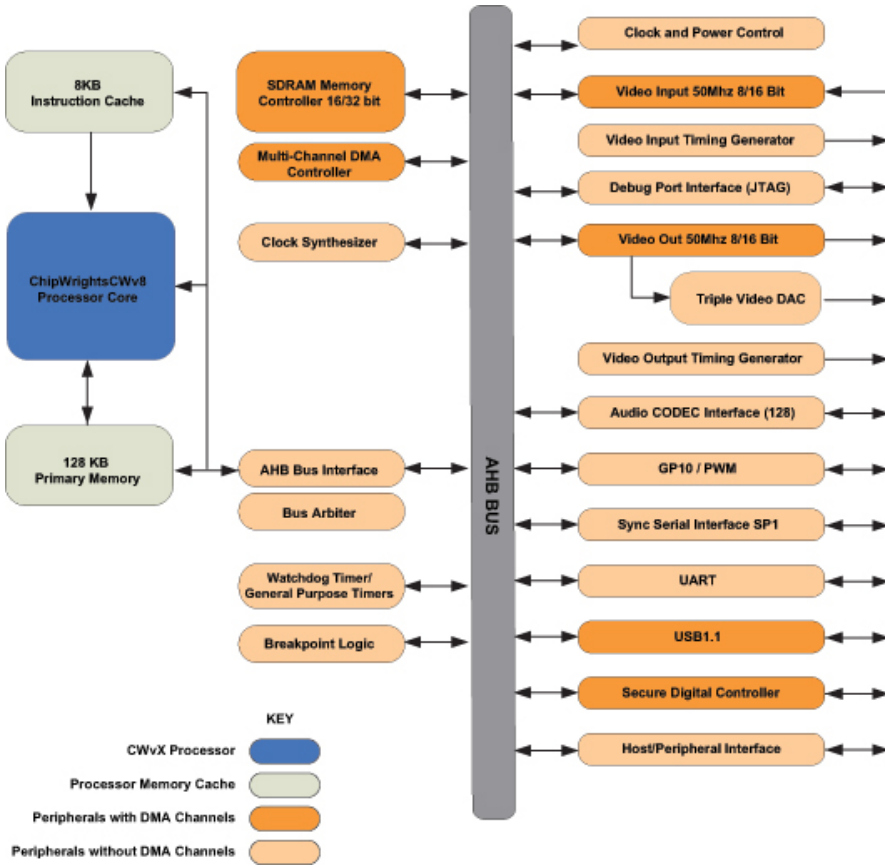 8KB
Instruction Cache
ChipWrightsCWv8
Processor Core
128 KB
Primary Memory
SDRAM Memory
Controller 16/32 bit
Multi-Channel DMA
Controller
Clock Synthesizer
AHB Bus Interface
Bus Arbiter
Watchdog Timer/
General Purpose Timers
Breakpoint Logic
AHB BUS
Clock and Power Control
Video Input 50Mhz 8/16 Bit
Video Input Timing Generator
Debug Port Interface (JTAG)
Video Out 50Mhz 8/16 Bit
Triple Video DAC
Video Output Timing Generator
Audio CODEC Interface (128)
GP10 / PWM
Sync Serial Interface SP1
UART
USB1.1
Secure Digital Controller
Host/Peripheral Interface
KEY
CWvX Processor
Processor Memory Cache
Peripherals with DMA Channels
Peripherals without DMA Channels